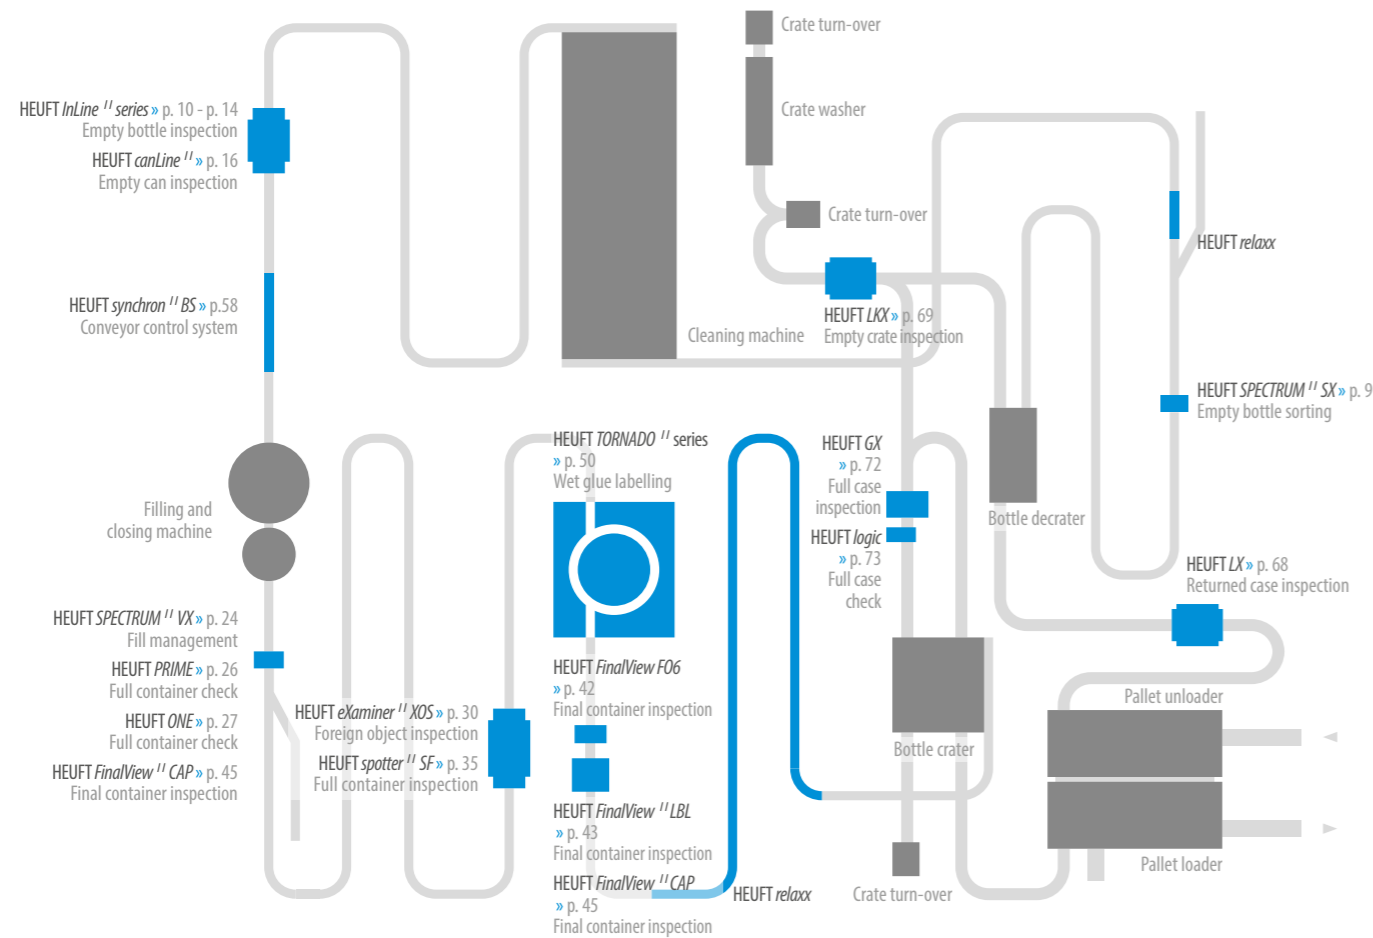 Crate turn-over
Crate washer
Crate turn-over
HEUFT InLine II series » p. 10 - p. 14
Empty bottle inspection
HEUFT canLine II » p. 16
Empty can inspection
HEUFT relaxx
HEUFT synchron II BS » p.58
Conveyor control system
Cleaning machine
HEUFT LKX » p. 69
Empty crate inspection
HEUFT SPECTRUM II SX » p. 9
Empty bottle sorting
HEUFT TORNADO II series
» p. 50
Wet glue labelling
HEUFT GX
» p. 72
Full case
inspection
HEUFT logic
» p. 73
Full case
check
Filling and
closing machine
Bottle decrater
HEUFT LX » p. 68
Returned case inspection
HEUFT SPECTRUM II VX » p. 24
Fill management
HEUFT PRIME » p. 26
Full container check
HEUFT ONE » p. 27
Full container check
HEUFT FinalView II CAP » p. 45
Final container inspection
HEUFT eXaminer II XOS » p. 30
Foreign object inspection
HEUFT spotter II SF » p. 35
Full container inspection
HEUFT FinalView FO6
» p. 42
Final container inspection
Pallet unloader
Bottle crater
HEUFT FinalView II LBL
» p. 43
Final container inspection
HEUFT FinalView II CAP
» p. 45
Final container inspection
HEUFT relaxx
Crate turn-over
Pallet loader